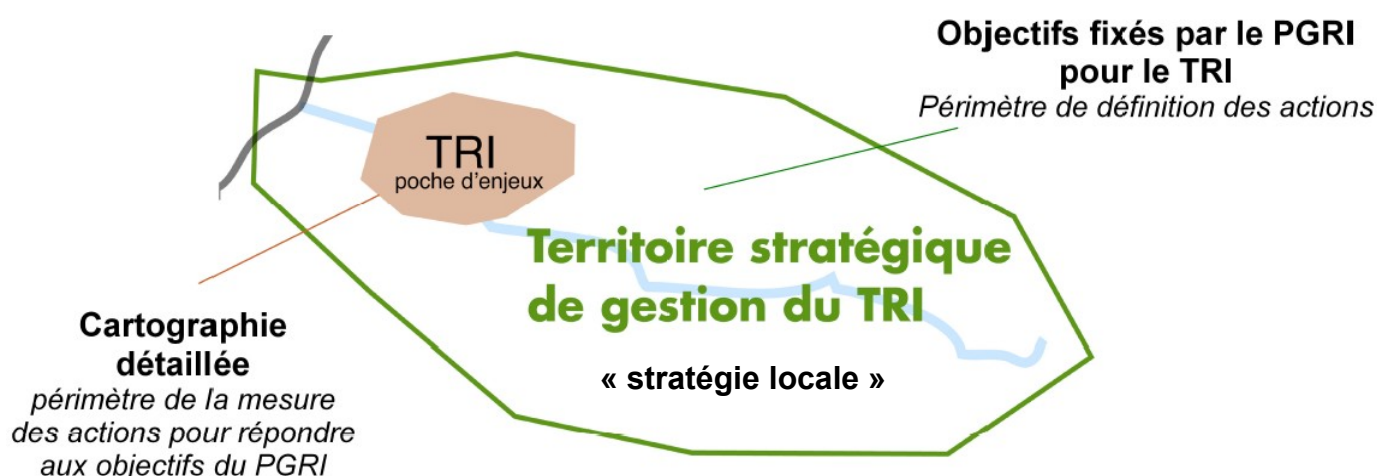 Objectifs fixés par le PGRI
pour le TRI
Périmètre de définition des actions
TRI
poche d'enjeux
Territoire stratégique
de gestion du TRI
« stratégie locale »
Cartographie
détaillée
périmètre de la mesure
des actions pour répondre
aux objectifs du PGRI